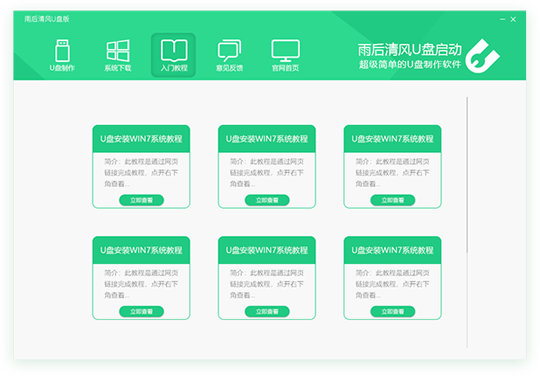 雨后清风U盘版
U盘制作
系统下载
入门教程
意见反馈
官网首页
雨后清风U盘启动
超级简单的U盘制作软件
U盘安装WIN7系统教程
简介：此教程是通过网页
链接完成教程，点开右下
角查看...
立即查看
U盘安装WIN7系统教程
简介：此教程是通过网页
链接完成教程，点开右下
角查看...
立即查看
U盘安装WIN7系统教程
简介：此教程是通过网页
链接完成教程，点开右下
角查看...
立即查看
U盘安装WIN7系统教程
简介：此教程是通过网页
链接完成教程，点开右下
角查看...
立即查看
U盘安装WIN7系统教程
简介：此教程是通过网页
链接完成教程，点开右下
角查看...
立即查看
U盘安装WIN7系统教程
简介：此教程是通过网页
链接完成教程，点开右下
角查看...
立即查看